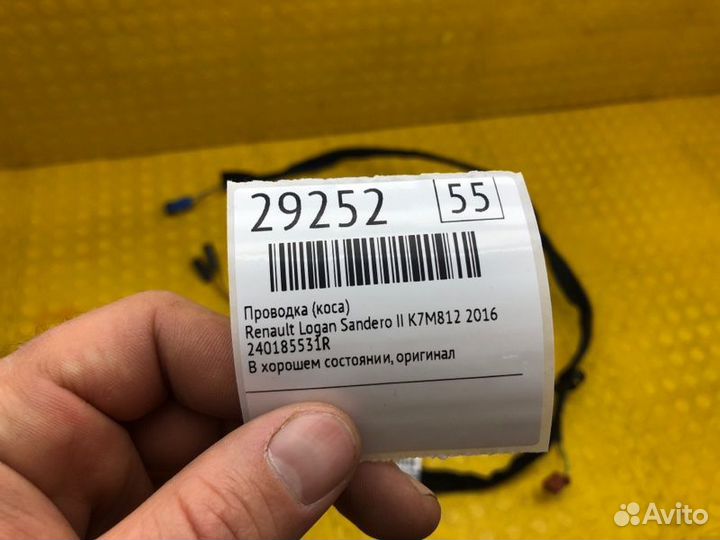 29252 55
Проводка (коса)
Renault Logan Sandero II K7M812 2016
240185531R
В хорошем состоянии, оригинал
Avito